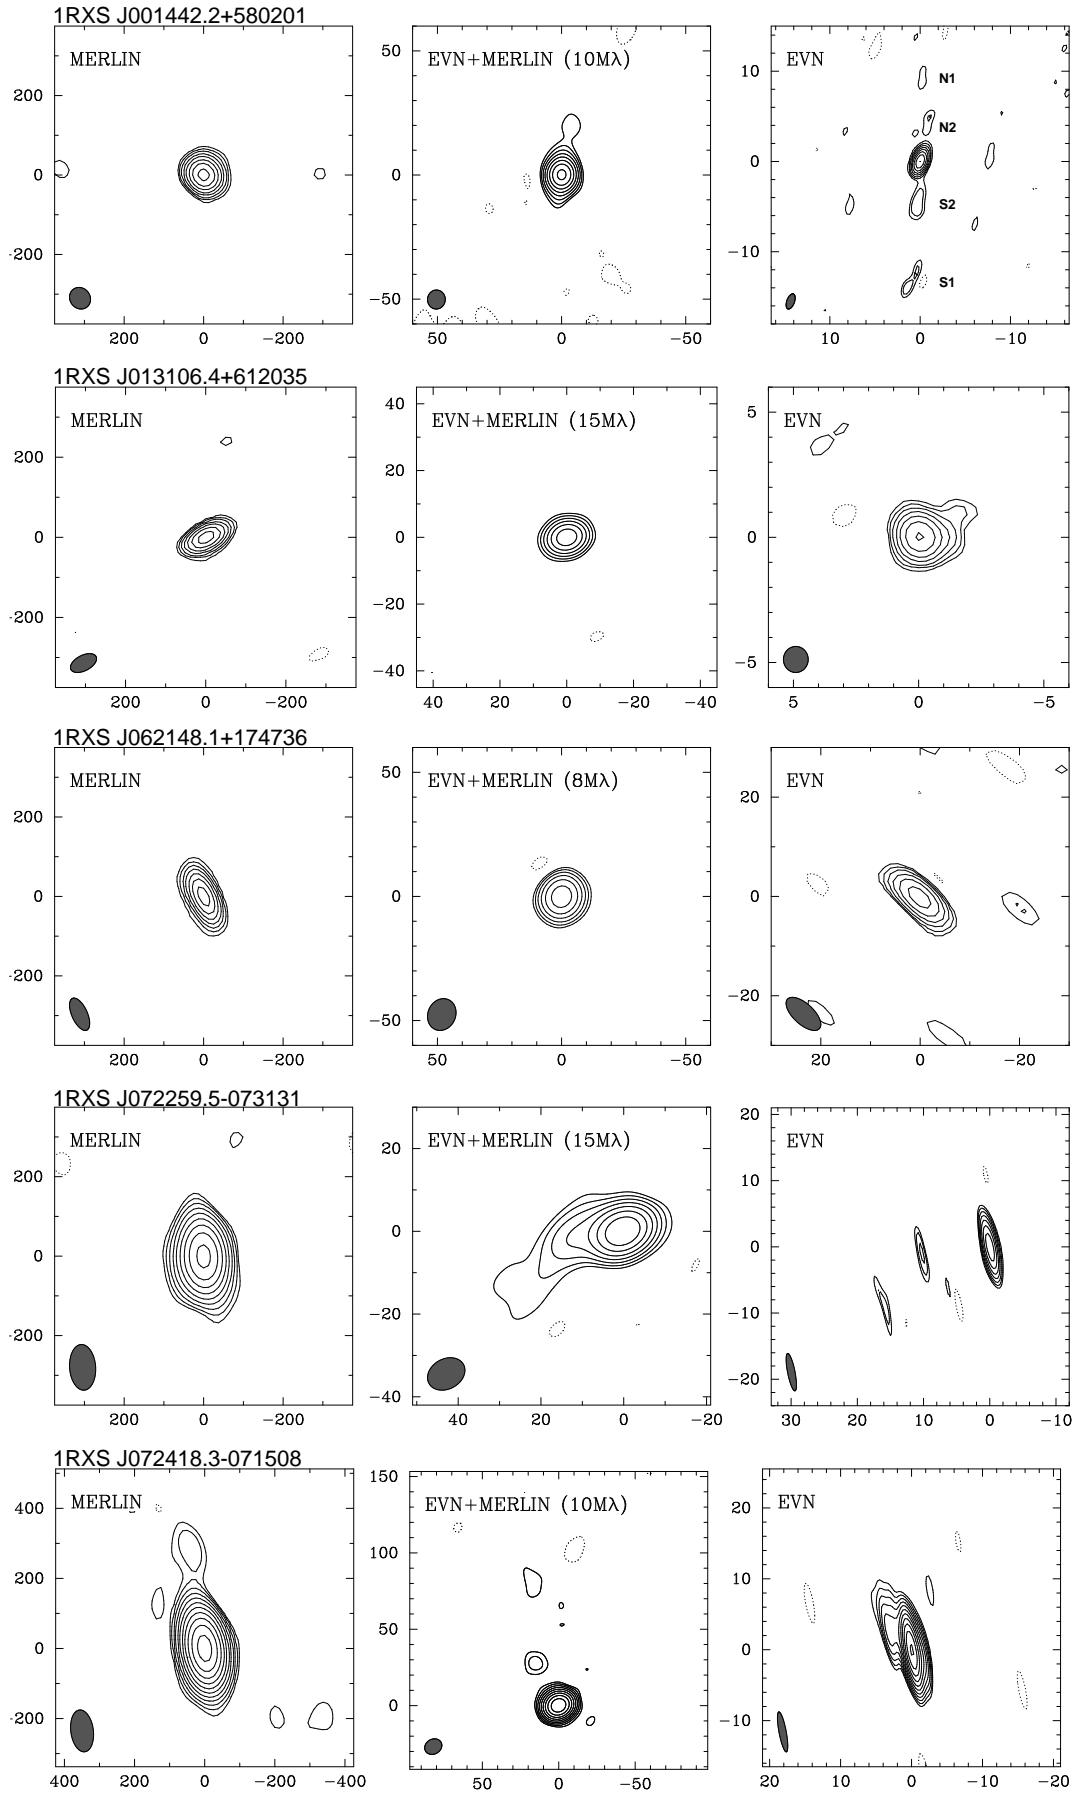 1RXS J001442.2+580201
MERLIN
200
0
-200
200 0 −200
EVN+MERLIN (10Mλ)
50
0
−50
50 0 −50
EVN
N1
N2
S2
S1
10
0
−10
10 0 −10
1RXS J013106.4+612035
MERLIN
200
0
-200
200 0 −200
EVN+MERLIN (15Mλ)
40
20
0
−20
−40
40 20 0 −20 −40
EVN
5
0
−5
5 0 −5
1RXS J062148.1+174736
MERLIN
200
0
-200
200 0 −200
EVN+MERLIN (8Mλ)
50
0
−50
50 0 −50
EVN
20
0
−20
20 0 −20
1RXS J072259.5-073131
MERLIN
200
0
-200
200 0 −200
EVN+MERLIN (15Mλ)
20
0
−20
−40
40 20 0 −20
EVN
20
10
0
−10
−20
30 20 10 0 −10
1RXS J072418.3-071508
MERLIN
400
200
0
-200
400 200 0 −200 −400
EVN+MERLIN (10Mλ)
150
100
50
0
50 0 −50
EVN
20
10
0
−10
20 10 0 −10 −20